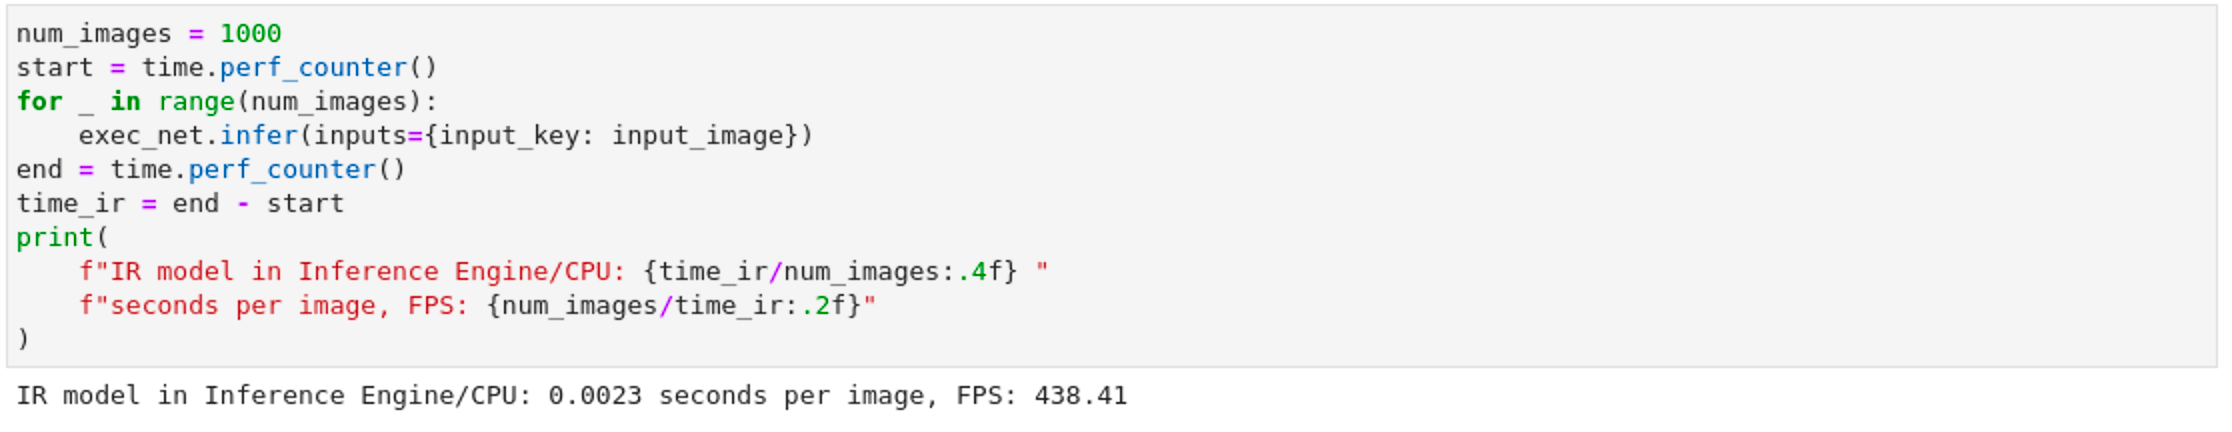 num_images = 1000
start = time.perf_counter()
for _ in range(num_images):
    exec_net.infer(inputs={input_key: input_image})
end = time.perf_counter()
time_ir = end - start
print(
    f"IR model in Inference Engine/CPU: {time_ir/num_images:.4f} "
    f"seconds per image, FPS: {num_images/time_ir:.2f}"
)
IR model in Inference Engine/CPU: 0.0023 seconds per image, FPS: 438.41